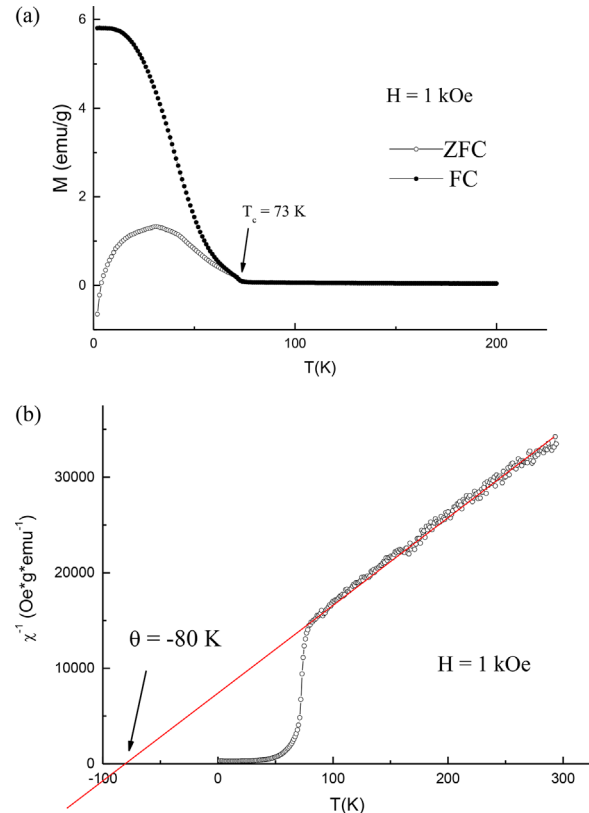 (a)
6
4
2
0
M (emu/g)
H = 1 kOe
ZFC
FC
T_c = 73 K
0
100
200
T(K)
(b)
30000
20000
10000
0
χ⁻¹ (Oe*g*emu⁻¹)
θ = -80 K
H = 1 kOe
-100
0
100
200
300
T(K)